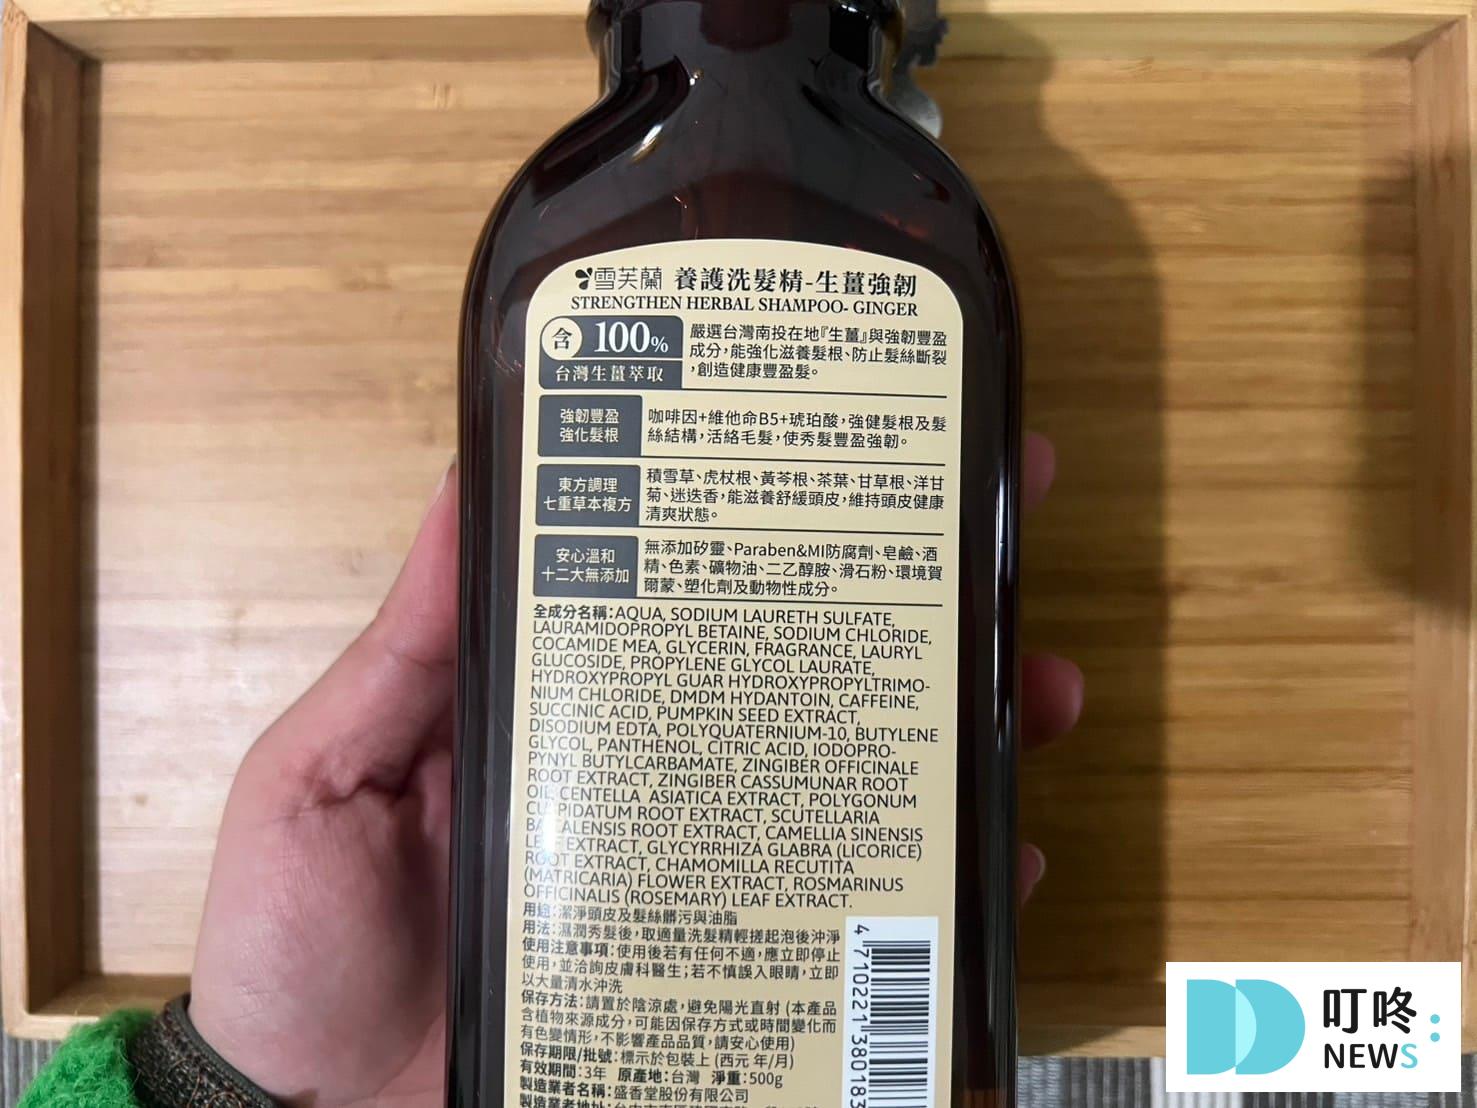 雪芙蘭 養護洗髮精-生薑強韌
STRENGTHEN HERBAL SHAMPOO- GINGER
含 100%
台灣生薑萃取
嚴選台灣南投在地『生薑』與強韌豐盈
成分,能強化滋養髮根、防止髮絲斷裂
,創造健康豐盈髮。
強韌豐盈
強化髮根
咖啡因+維他命B5+琥珀酸,強健髮根及髮
絲結構,活絡毛髮,使秀髮豐盈強韌。
東方調理
七重草本複方
積雪草、虎杖根、黃芩根、茶葉、甘草根、洋甘
菊、迷迭香,能滋養舒緩頭皮,維持頭皮健康
清爽狀態。
安心溫和
十二大無添加
無添加矽靈、Paraben&MI防腐劑、皂鹼、酒
精、色素、礦物油、二乙醇胺、滑石粉、環境賀
爾蒙、塑化劑及動物性成分。
全成分名稱:AQUA, SODIUM LAURETH SULFATE,
LAURAMIDOPROPYL BETAINE, SODIUM CHLORIDE,
COCAMIDE MEA, GLYCERIN, FRAGRANCE, LAURYL
GLUCOSIDE, PROPYLENE GLYCOL LAURATE,
HYDROXYPROPYL GUAR HYDROXYPROPYLTRIMO-
NIUM CHLORIDE, DMDM HYDANTOIN, CAFFEINE,
SUCCINIC ACID, PUMPKIN SEED EXTRACT,
DISODIUM EDTA, POLYQUATERNIUM-10, BUTYLENE
GLYCOL, PANTHENOL, CITRIC ACID, IODOPRO-
PYNYL BUTYLCARBAMATE, ZINGIBER OFFICINALE
ROOT EXTRACT, ZINGIBER CASSUMUNAR ROOT
OIL, CENTELLA ASIATICA EXTRACT, POLYGONUM
CUSPIDATUM ROOT EXTRACT, SCUTELLARIA
BAICALENSIS ROOT EXTRACT, CAMELLIA SINENSIS
LEAF EXTRACT, GLYCYRRHIZA GLABRA (LICORICE)
ROOT EXTRACT, CHAMOMILLA RECUTITA
(MATRICARIA) FLOWER EXTRACT, ROSMARINUS
OFFICINALIS (ROSEMARY) LEAF EXTRACT.
用途:潔淨頭皮及髮絲髒污與油脂
用法:濕潤秀髮後,取適量洗髮精輕搓起泡後沖淨
使用注意事項:使用後若有任何不適,應立即停止
使用,並洽詢皮膚科醫生;若不慎誤入眼睛,立即
以大量清水沖洗
保存方法:請置於陰涼處,避免陽光直射 (本產品
含植物來源成分,可能因保存方式或時間變化而
有色變情形,不影響產品品質,請安心使用)
保存期限/批號:標示於包裝上 (西元 年/月)
有效期間:3年 原產地:台灣 淨重:500g
製造業者名稱:盛香堂股份有限公司
製造業者地址:
4 710221 380183
叮咚
NEWS